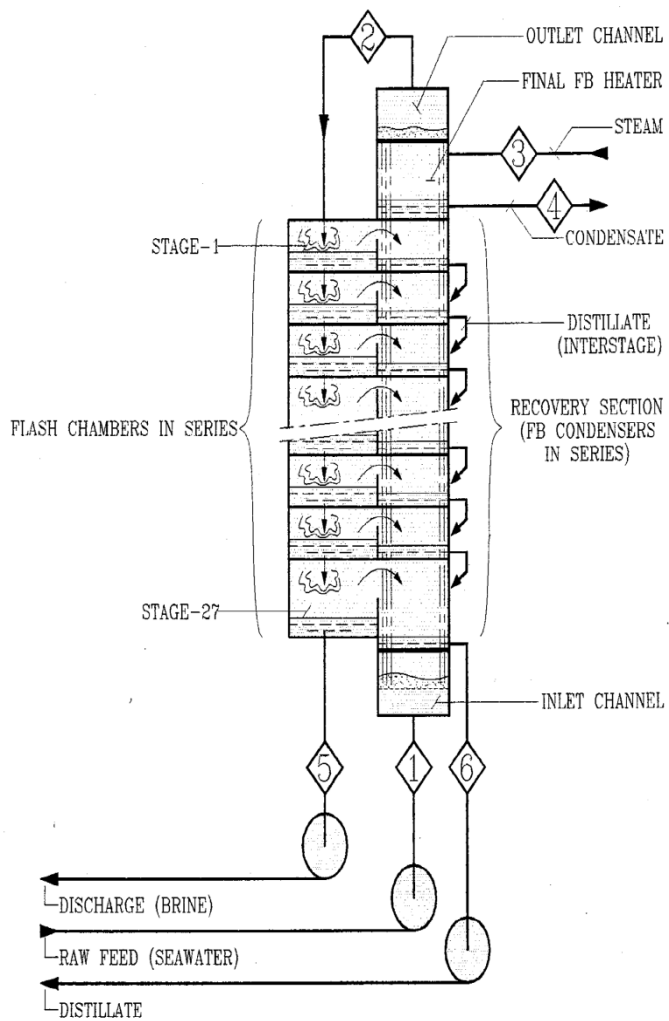 2
OUTLET CHANNEL
FINAL FB HEATER
STEAM
3
4
CONDENSATE
STAGE-1
DISTILLATE
(INTERSTAGE)
FLASH CHAMBERS IN SERIES
RECOVERY SECTION
(FB CONDENSERS
IN SERIES)
STAGE-27
INLET CHANNEL
5
1
6
DISCHARGE (BRINE)
RAW FEED (SEAWATER)
DISTILLATE